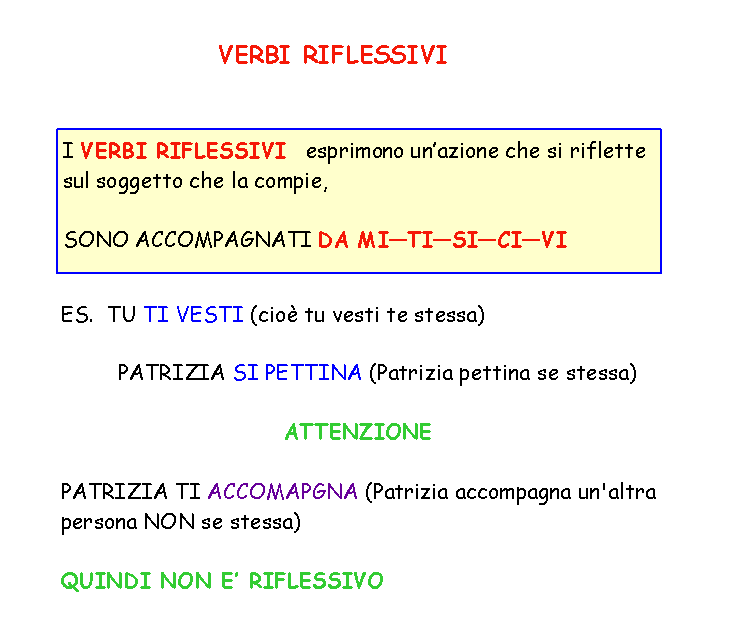 VERBI RIFLESSIVI
I VERBI RIFLESSIVI esprimono un'azione che si riflette
sul soggetto che la compie,
SONO ACCOMPAGNATI DA MI—TI—SI—CI—VI
ES. TU TI VESTI (cioè tu vesti te stessa)
PATRIZIA SI PETTINA (Patrizia pettina se stessa)
ATTENZIONE
PATRIZIA TI ACCOMAPGNA (Patrizia accompagna un'altra
persona NON se stessa)
QUINDI NON E' RIFLESSIVO